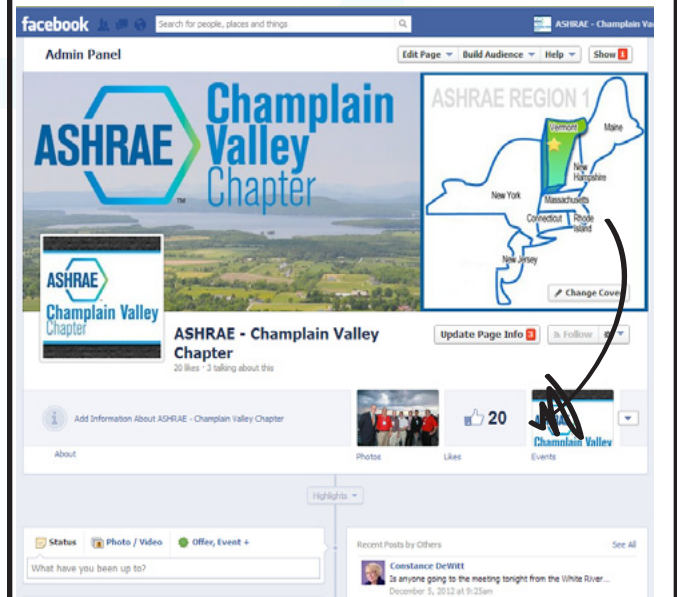 facebook
Search for people, places and things
ASHRAE - Champlain Va
Admin Panel
Edit Page
Build Audience
Help
Show 1
ASHRAE
TM
Champlain
Valley
Chapter
ASHRAE REGION 1
Vermont
Maine
New
Hampshire
New York
Massachusetts
Connecticut
Rhode
Island
New Jersey
Change Cover
ASHRAE
Champlain Valley
Chapter
ASHRAE - Champlain Valley
Chapter
20 likes · 3 talking about this
Update Page Info 3
Follow
i
Add Information About ASHRAE - Champlain Valley Chapter
About
Photos
20
Likes
Champlain Valley
Events
Highlights
Status
Photo / Video
Offer, Event +
What have you been up to?
Recent Posts by Others
See All
Constance DeWitt
Is anyone going to the meeting tonight from the White River...
December 5, 2012 at 9:25am